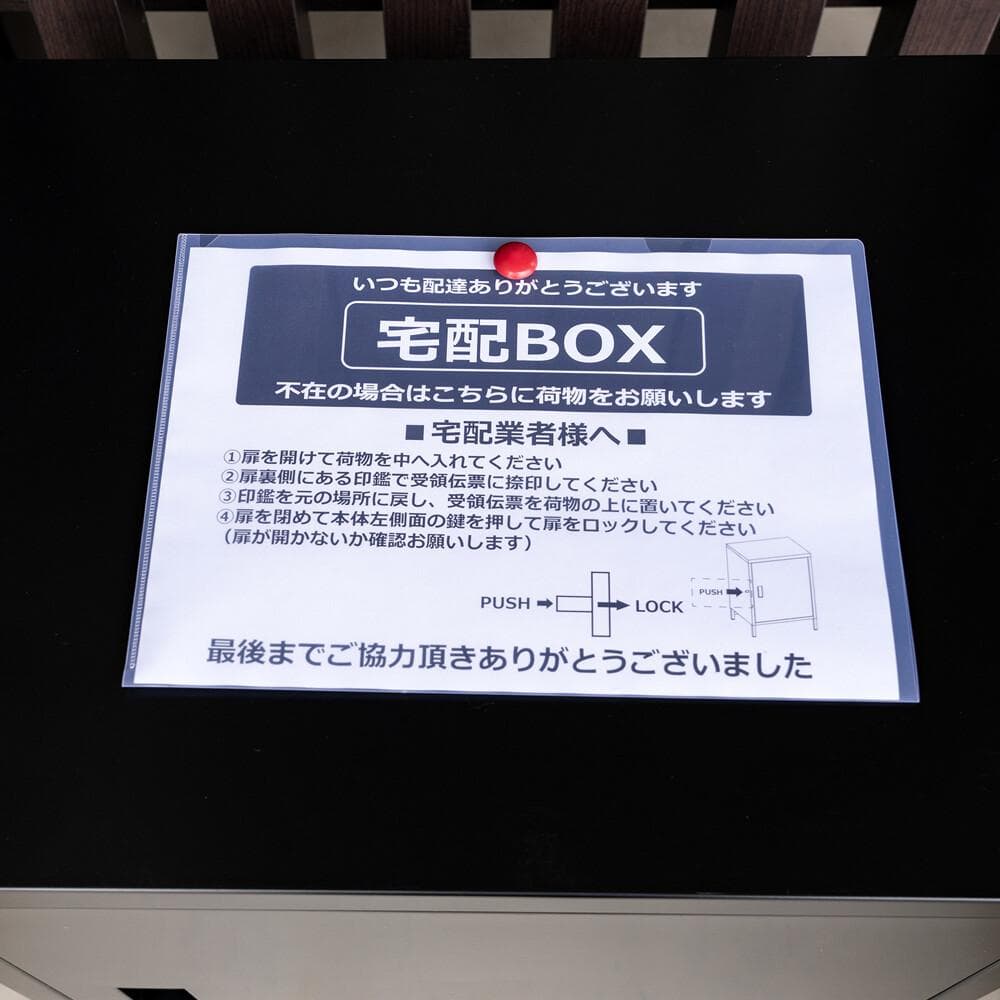 いつも配達ありがとうございます
宅配BOX
不在の場合はこちらに荷物をお願いします
■宅配業者様へ■
①扉を開けて荷物を中へ入れてください
②扉裏側にある印鑑で受領伝票に捺印してください
③印鑑を元の場所に戻し、受領伝票を荷物の上に置いてください
④扉を閉めて本体左側面の鍵を押して扉をロックしてください
（扉が開かないか確認お願いします）
PUSH
LOCK
PUSH
最後までご協力頂きありがとうございました